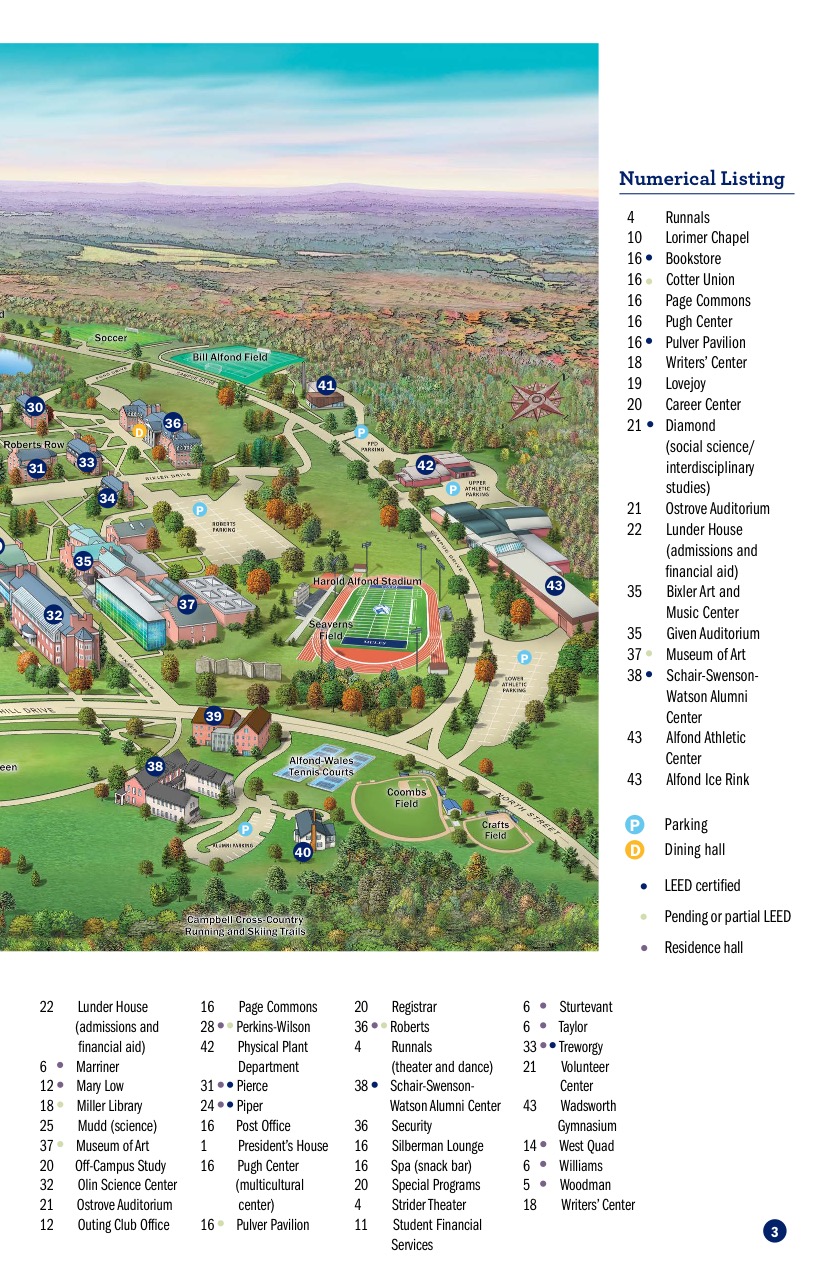 Numerical Listing
4 Runnals
10 Lorimer Chapel
16 Bookstore
16 Cotter Union
16 Page Commons
16 Pugh Center
16 Pulver Pavilion
18 Writers’ Center
19 Lovejoy
20 Career Center
21 Diamond
(social science/
interdisciplinary
studies)
21 Ostrove Auditorium
22 Lunder House
(admissions and
financial aid)
35 Bixler Art and
Music Center
35 Given Auditorium
37 Museum of Art
38 Schair-Swenson-
Watson Alumni
Center
43 Alfond Athletic
Center
43 Alfond Ice Rink
P Parking
D Dining hall
LEED certified
Pending or partial LEED
Residence hall
Soccer
Bill Alfond Field
41
30
36
D
P
PPD
PARKING
Roberts Row
33
31
42
BIXLER DRIVE
P
UPPER
ATHLETIC
PARKING
34
P
ROBERTS
PARKING
CAMPUS DRIVE
35
43
Harold Alfond Stadium
37
32
Seaverns
Field
MULES
BIXLER DRIVE
P
LOWER
ATHLETIC
PARKING
HILL DRIVE
39
38
een
Alfond-Wales
Tennis Courts
Coombs
Field
NORTH STREET
Crafts
Field
P
ALUMNI PARKING
40
Campbell Cross-Country
Running and Skiing Trails
22 Lunder House
(admissions and
financial aid)
6 Marriner
12 Mary Low
18 Miller Library
25 Mudd (science)
37 Museum of Art
20 Off-Campus Study
32 Olin Science Center
21 Ostrove Auditorium
12 Outing Club Office
16 Page Commons
28 Perkins-Wilson
42 Physical Plant
Department
31 Pierce
24 Piper
16 Post Office
1 President’s House
16 Pugh Center
(multicultural
center)
16 Pulver Pavilion
20 Registrar
36 Roberts
4 Runnals
(theater and dance)
38 Schair-Swenson-
Watson Alumni Center
36 Security
16 Silberman Lounge
16 Spa (snack bar)
20 Special Programs
4 Strider Theater
11 Student Financial
Services
6 Sturtevant
6 Taylor
33 Treworgy
21 Volunteer
Center
43 Wadsworth
Gymnasium
14 West Quad
6 Williams
5 Woodman
18 Writers’ Center
3